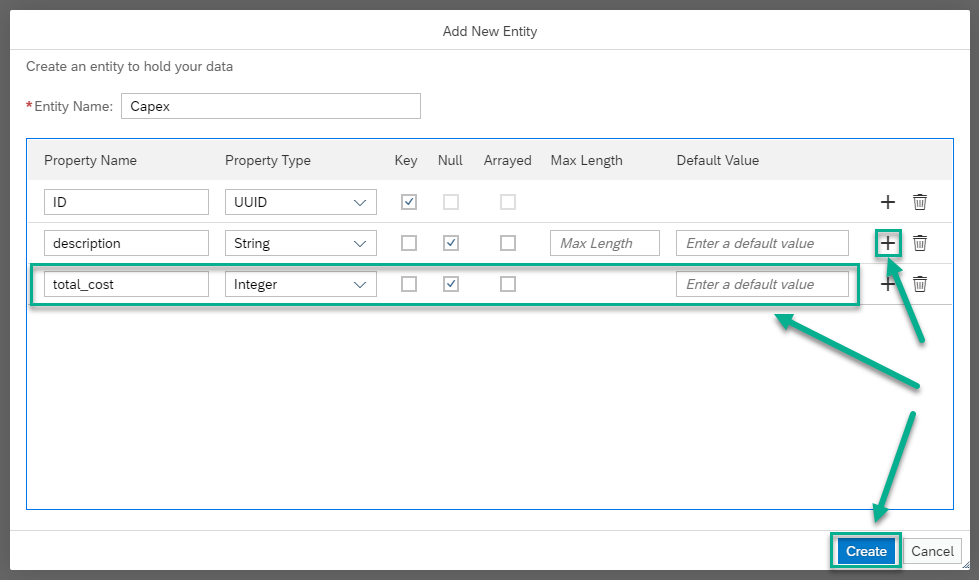 Add New Entity
Create an entity to hold your data
*Entity Name: Capex
Property Name Property Type Key Null Arrayed Max Length Default Value
ID UUID
description String Max Length Enter a default value
total_cost Integer Enter a default value
Create Cancel